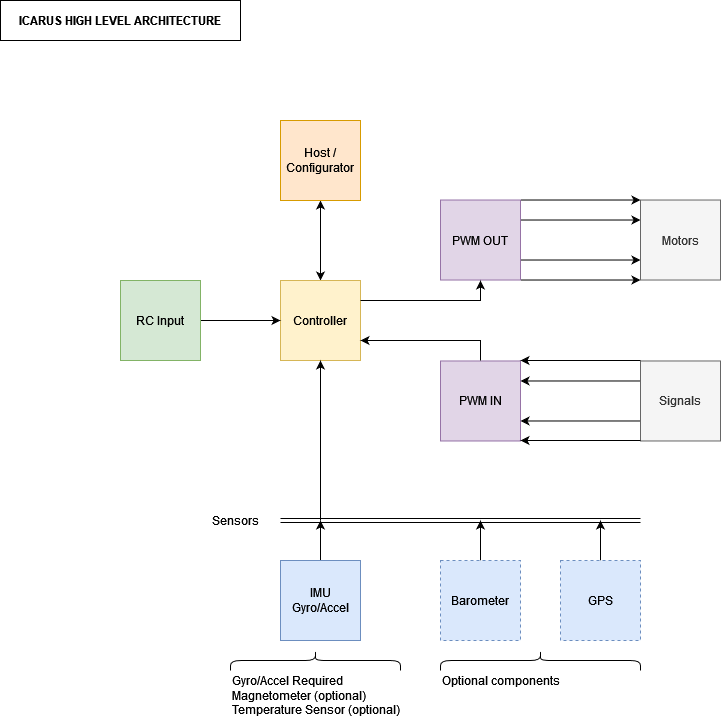 ICARUS HIGH LEVEL ARCHITECTURE
Host /
Configurator
PWM OUT
Motors
RC Input
Controller
PWM IN
Signals
Sensors
IMU
Gyro/Accel
Barometer
GPS
Gyro/Accel Required
Magnetometer (optional)
Temperature Sensor (optional)
Optional components